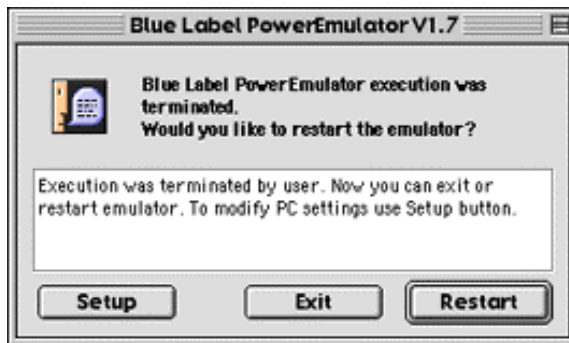 Blue Label PowerEmulator V1.7
Blue Label PowerEmulator execution was
terminated.
Would you like to restart the emulator?
Execution was terminated by user. Now you can exit or
restart emulator. To modify PC settings use Setup button.
Setup
Exit
Restart